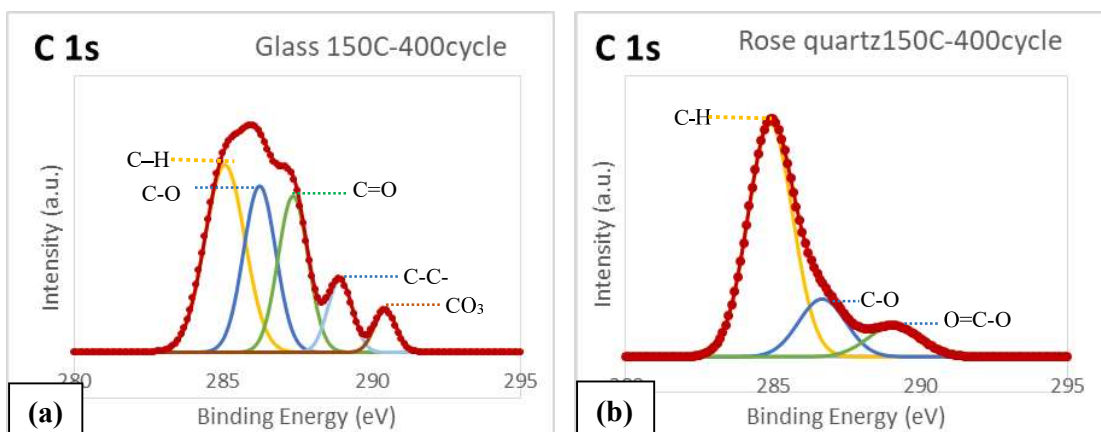 C 1s
Glass 150C-400cycle
C–H
C-O
C=O
C-C-
CO₃
Intensity (a.u.)
280
285
290
295
Binding Energy (eV)
(a)
C 1s
Rose quartz150C-400cycle
C-H
C-O
O=C-O
Intensity (a.u.)
285
290
295
Binding Energy (eV)
(b)